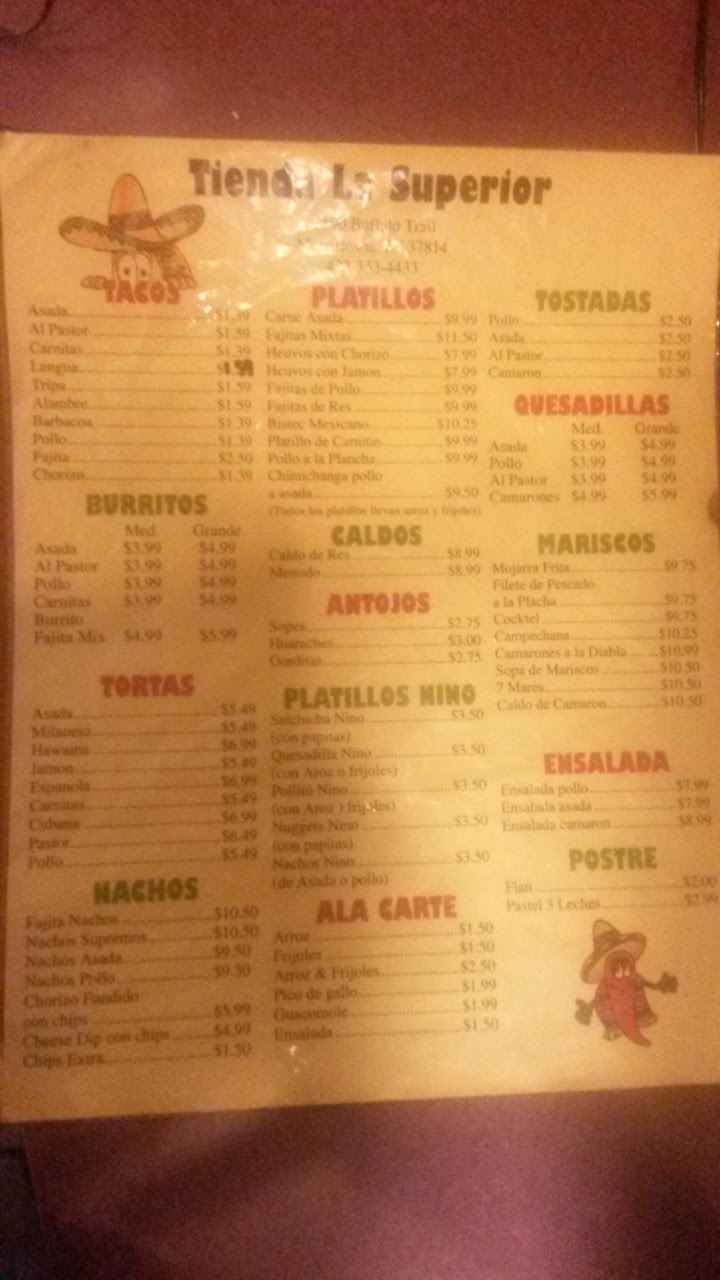 Tienda La Superior
Buffalo Trail
37814
353-4433
TACOS
Asada $1.39
Al Pastor $1.59
Carnitas $1.39
Lengua $1.59
Tripa $1.59
Alambre $1.59
Barbacoa $1.39
Pollo $1.39
Fajita $2.50
Chorizo $1.39
BURRITOS
Med. Grande
Asada $3.99 $4.99
Al Pastor $3.99 $4.99
Pollo $3.99 $4.99
Carnitas $3.99 $4.99
Burrito
Fajita Mix $4.99 $5.99
TORTAS
Asada $5.49
Milanesa $5.49
Hawaina $6.99
Jamon $5.49
Espanola $6.99
Carnitas $5.49
Cubana $6.99
Pastor $6.49
Pollo $5.49
NACHOS
Fajita Nachos $10.50
Nachos Supremos $10.50
Nachos Asada $9.50
Nachos Pollo $9.50
Chorizo Fundido
con chips $5.99
Cheese Dip con chips $4.99
Chips Extra $1.50
PLATILLOS
Carne Asada $9.99
Fajitas Mixtas $11.50
Heuvos con Chorizo $7.99
Heuvos con Jamon $7.99
Fajitas de Pollo $9.99
Fajitas de Res $9.99
Bistec Mexicano $10.25
Platillo de Carnitas $9.99
Pollo a la Plancha $9.99
Chimichanga pollo
a asada $9.50
(Todos los platillos llevan arroz y frijoles)
CALDOS
Caldo de Res $8.99
Menudo $8.99
ANTOJOS
Sopes $2.75
Huaraches $3.00
Gorditas $2.75
PLATILLOS NINO
Salchicha Nino $3.50
(con papitas)
Quesadilla Nino $3.50
(con Aroz o frijoles)
Pollito Nino $3.50
(con Aroz y frijoles)
Nuggets Nino $3.50
(con papitas)
Nachos Nino $3.50
(de Asada o pollo)
ALA CARTE
Arroz $1.50
Frijoles $1.50
Arroz & Frijoles $2.50
Pico de gallo $1.99
Guacomole $1.99
Ensalada $1.50
TOSTADAS
Pollo $2.50
Asada $2.50
Al Pastor $2.50
Camaron $2.50
QUESADILLAS
Med. Grande
Asada $3.99 $4.99
Pollo $3.99 $4.99
Al Pastor $3.99 $4.99
Camarones $4.99 $5.99
MARISCOS
Mojarra Frita $9.75
Filete de Pescado
a la Placha $9.75
Cocktel $9.75
Campechana $10.25
Camarones a la Diabla $10.99
Sopa de Mariscos $10.50
7 Mares $10.50
Caldo de Camaron $10.50
ENSALADA
Ensalada pollo $7.99
Ensalada asada $7.99
Ensalada camaron $8.99
POSTRE
Flan $2.00
Pastel 3 Leches $2.99